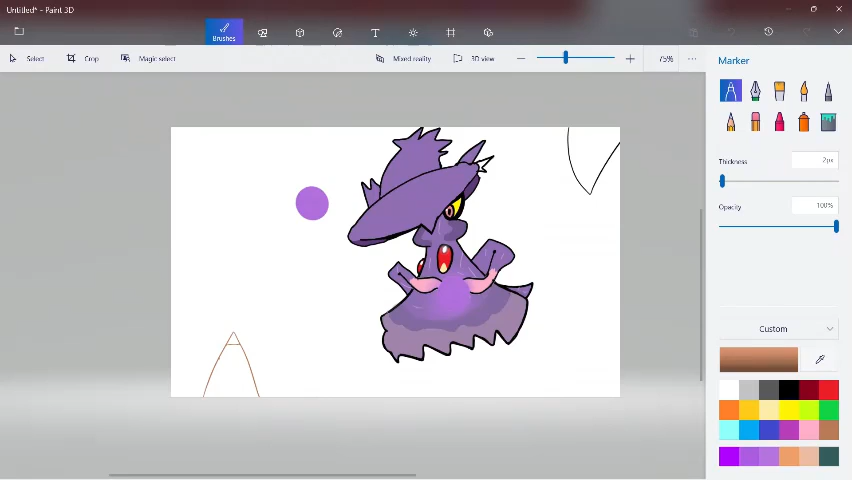 Untitled* - Paint 3D
Brushes
Select
Crop
Magic select
Mixed reality
3D view
75%
Marker
Thickness
2px
Opacity
100%
Custom